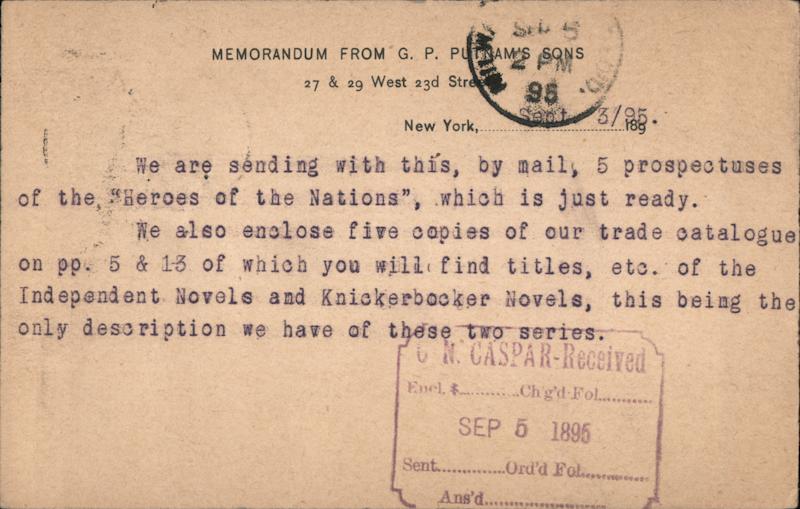 MEMORANDUM FROM G. P. PUTNAM'S SONS
27 & 29 West 23d Street
SEP 5
2 PM
95
New York, Sept. 3/95. 189
We are sending with this, by mail, 5 prospectuses
of the "Heroes of the Nations", which is just ready.
We also enclose five copies of our trade catalogue
on pp. 5 & 13 of which you will find titles, etc. of the
Independent Novels and Knickerbocker Novels, this being the
only description we have of these two series.
C N. CASPAR-Received
Encl. $............Ch'g'd Fol............
SEP 5 1895
Sent..............Ord'd Fol..............
Ans'd..........................